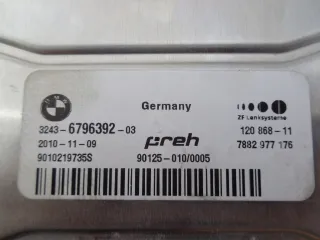 BMW
Germany
ZF Lenksysteme
3243-6796392-03
preh
120 868-11
2010-11-09
7882 977 176
9010219735S
90125-010/0005